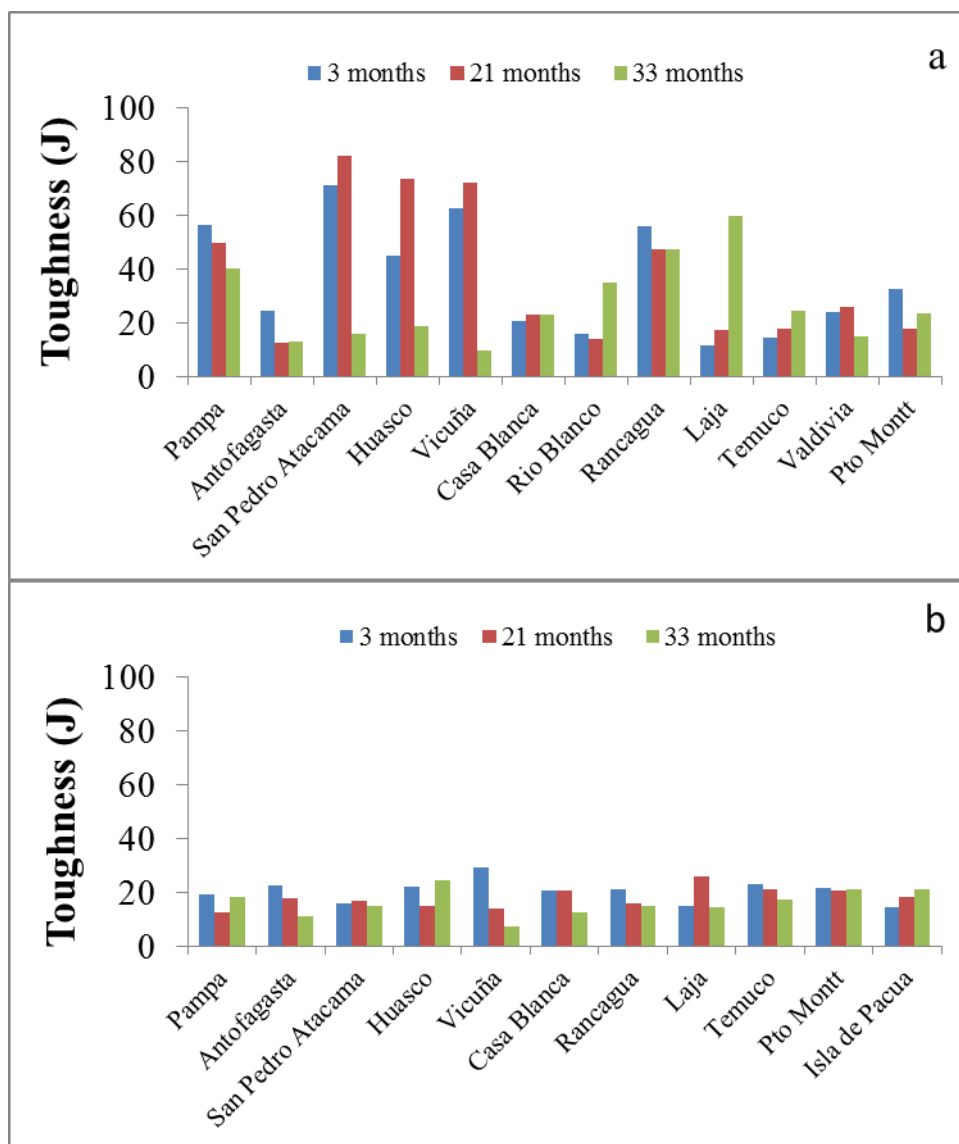 a
3 months 21 months 33 months
Toughness (J)
100
80
60
40
20
0
Pampa
Antofagasta
San Pedro Atacama
Huasco
Vicuña
Casa Blanca
Rio Blanco
Rancagua
Laja
Temuco
Valdivia
Pto Montt
b
3 months 21 months 33 months
Toughness (J)
100
80
60
40
20
0
Pampa
Antofagasta
San Pedro Atacama
Huasco
Vicuña
Casa Blanca
Rancagua
Laja
Temuco
Pto Montt
Isla de Pacua